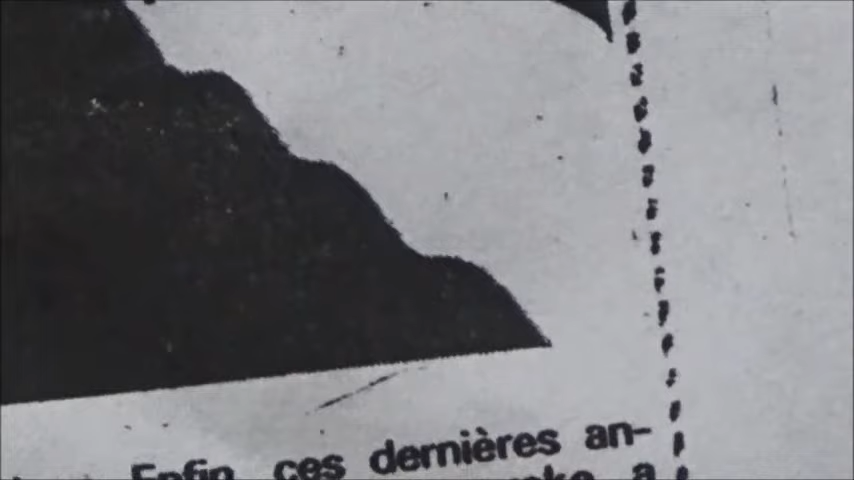 Enfin, ces dernières an-
a